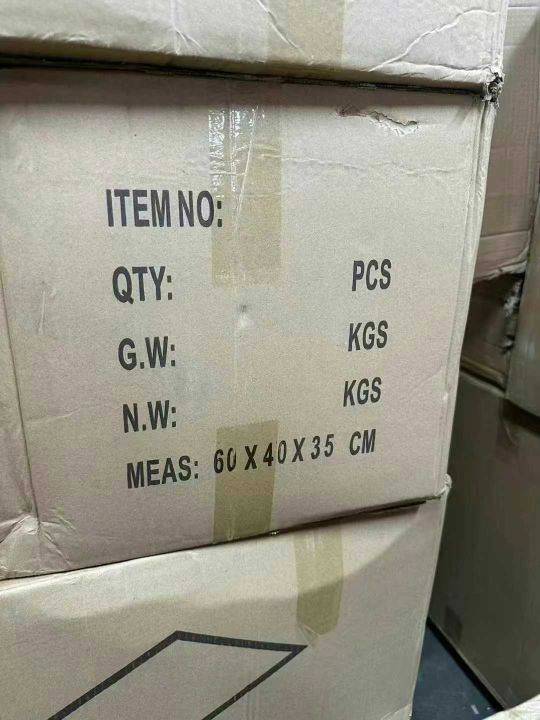 ITEM NO:
QTY: PCS
G.W: KGS
N.W: KGS
MEAS: 60 X 40 X 35 CM